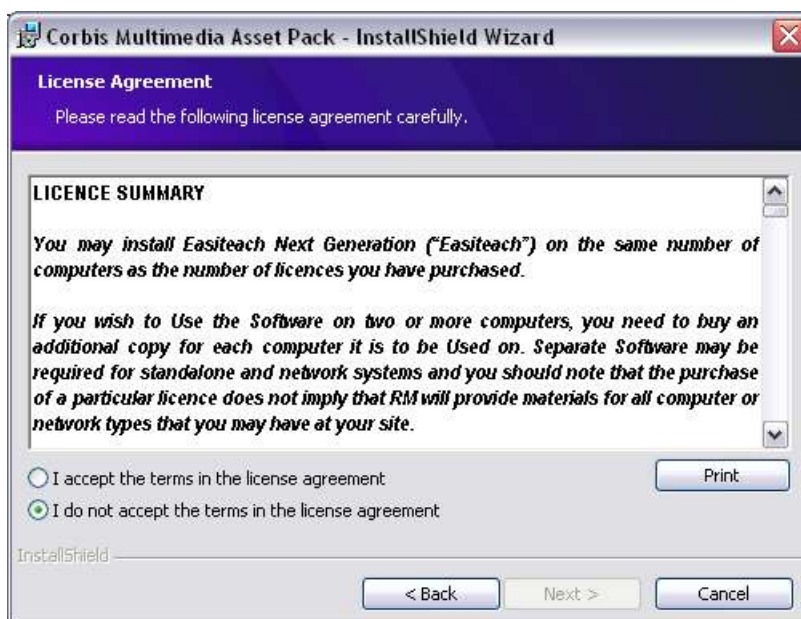 Corbis Multimedia Asset Pack - InstallShield Wizard
License Agreement
Please read the following license agreement carefully.
LICENCE SUMMARY
You may install Easiteach Next Generation (“Easiteach”) on the same number of
computers as the number of licences you have purchased.
If you wish to Use the Software on two or more computers, you need to buy an
additional copy for each computer it is to be Used on. Separate Software may be
required for standalone and network systems and you should note that the purchase
of a particular licence does not imply that RM will provide materials for all computer or
network types that you may have at your site.
I accept the terms in the license agreement
Print
I do not accept the terms in the license agreement
InstallShield
< Back
Next >
Cancel